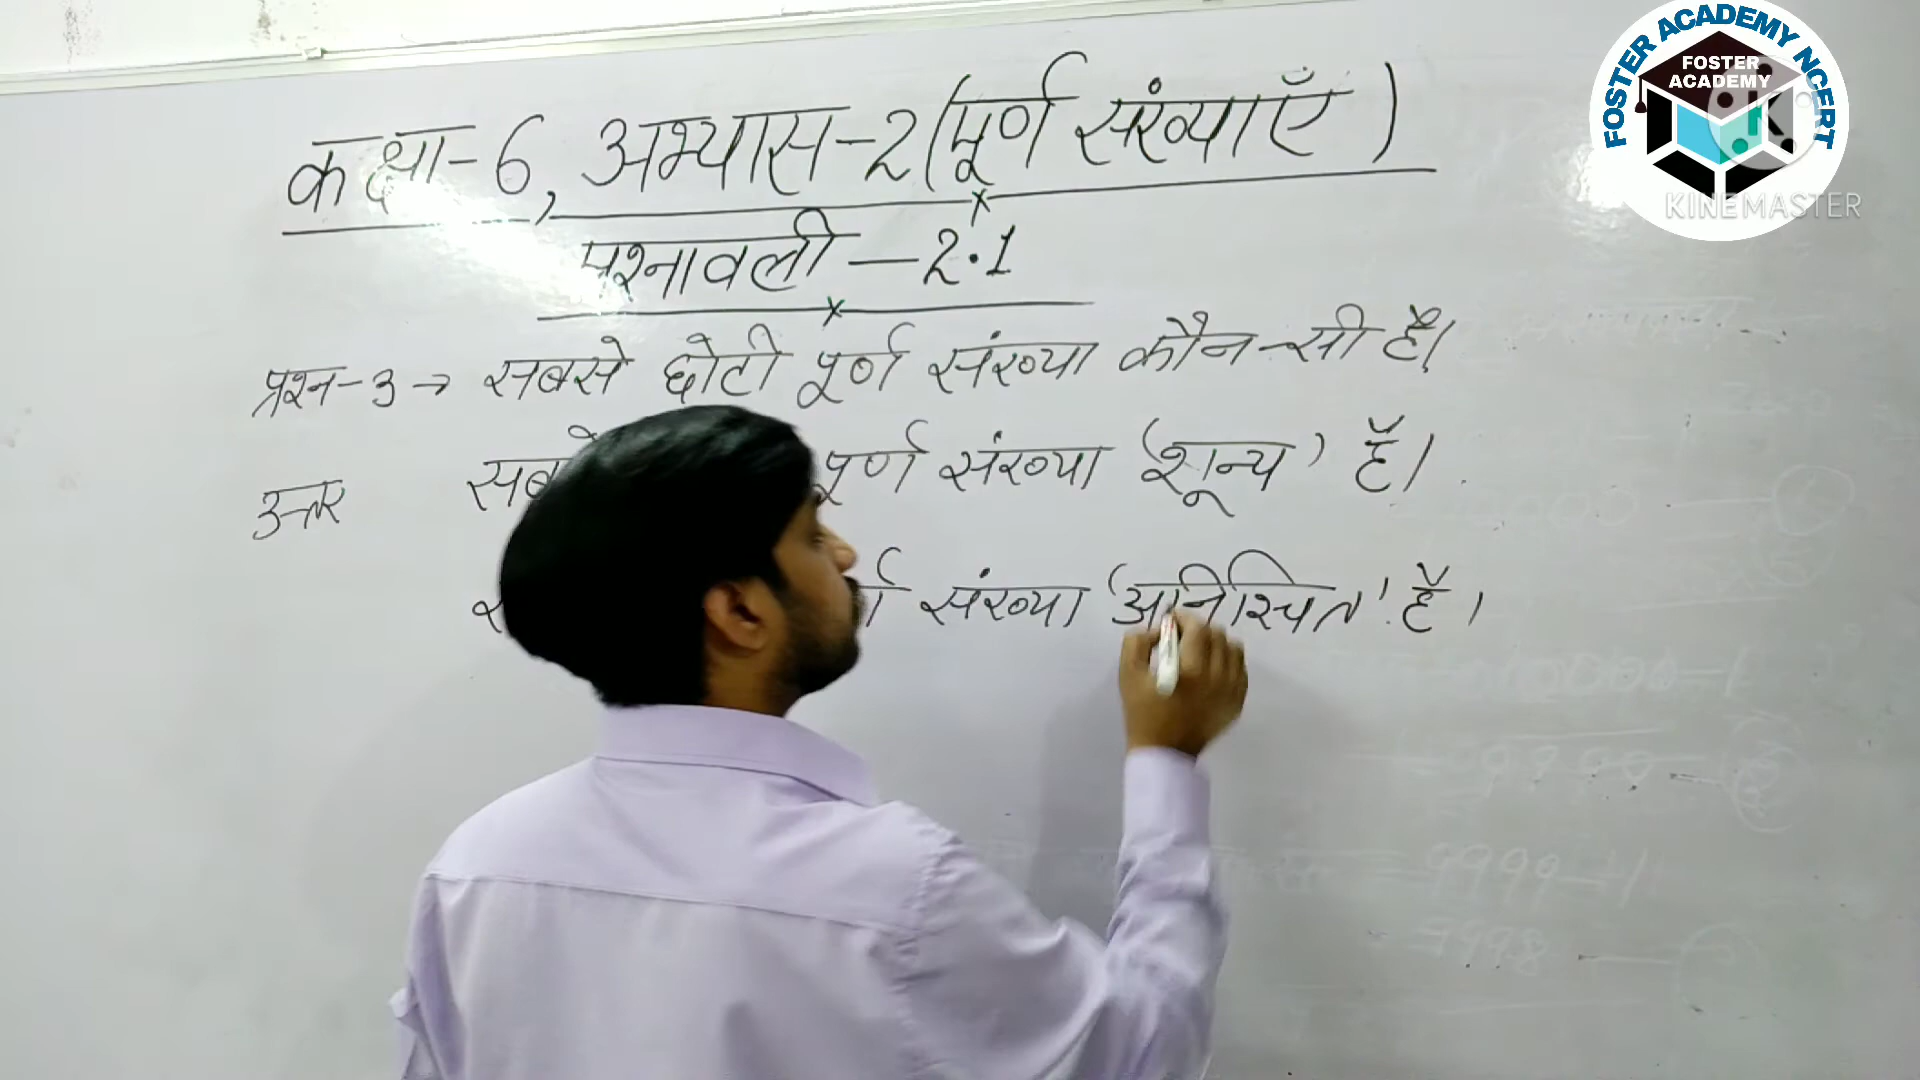 कक्षा-6, अभ्यास-2 (पूर्ण संख्याएँ)
प्रश्नावली-2.1
प्रश्न-3→ सबसे छोटी पूर्ण संख्या कौन-सी है।
उत्तर पूर्ण संख्या 'शून्य' है।
संख्या 'अनिश्चित' है।
FOSTER ACADEMY NCERT
FOSTER
ACADEMY
KINEMASTER